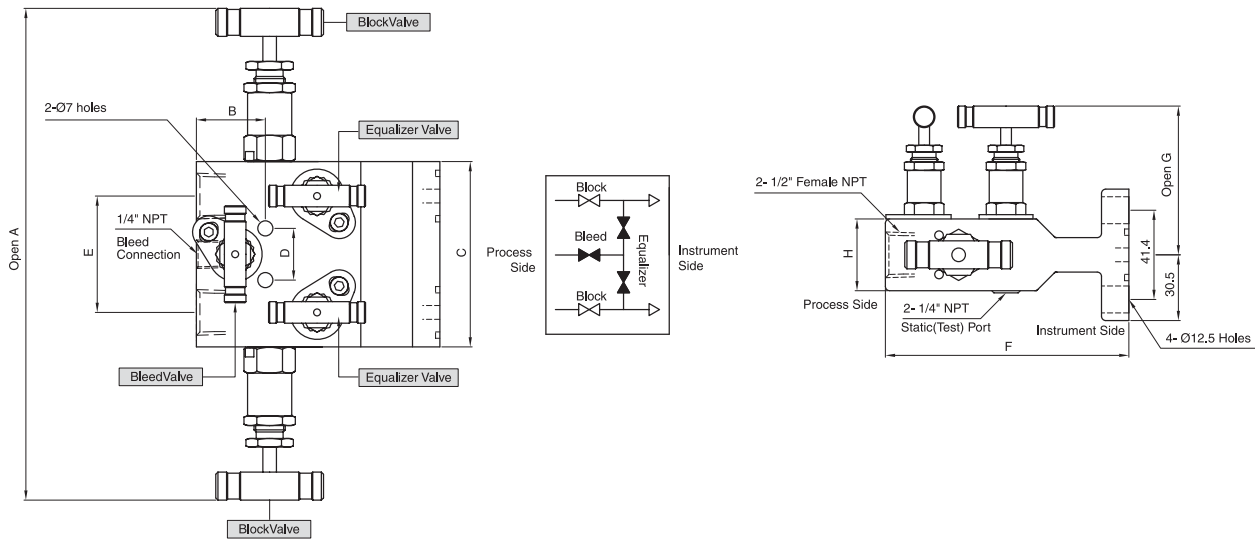 BlockValve
2-Ø7 holes
B
Equalizer Valve
Open A
E
1/4" NPT
Bleed
Connection
D
C
BleedValve
Equalizer Valve
BlockValve
Block
Bleed
Equalizer
Process
Side
Instrument
Side
Block
2- 1/2" Female NPT
Open G
H
41.4
30.5
Process Side
2- 1/4" NPT
Static(Test) Port
Instrument Side
F
4- Ø12.5 Holes